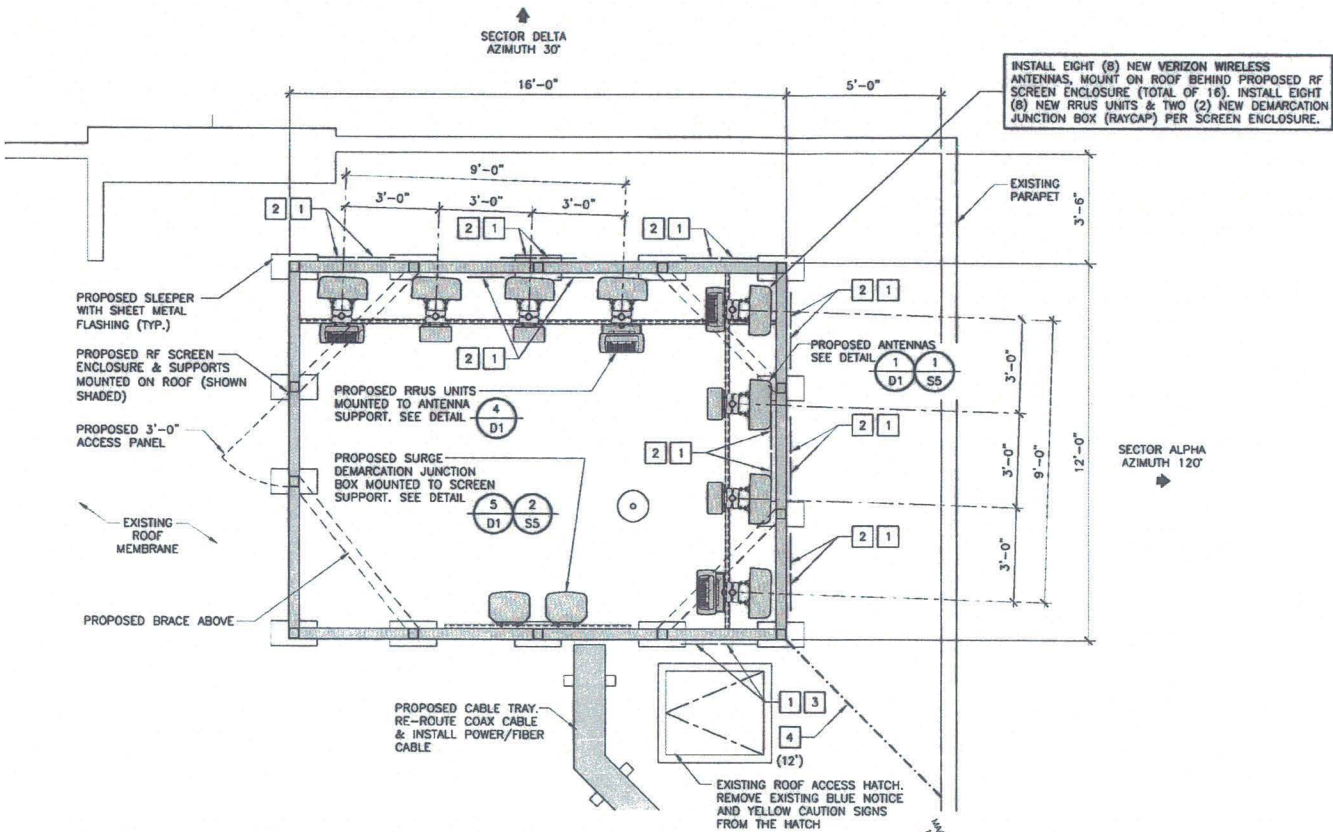 SECTOR DELTA
AZIMUTH 30°
16'-0"
5'-0"
INSTALL EIGHT (8) NEW VERIZON WIRELESS
ANTENNAS, MOUNT ON ROOF BEHIND PROPOSED RF
SCREEN ENCLOSURE (TOTAL OF 16). INSTALL EIGHT
(8) NEW RRUS UNITS & TWO (2) NEW DEMARCATION
JUNCTION BOX (RAYCAP) PER SCREEN ENCLOSURE.
9'-0"
3'-0"
3'-0"
3'-0"
EXISTING
PARAPET
3'-6"
2 1
2 1
2 1
PROPOSED SLEEPER
WITH SHEET METAL
FLASHING (TYP.)
2 1
PROPOSED RF SCREEN
ENCLOSURE & SUPPORTS
MOUNTED ON ROOF (SHOWN
SHADED)
2 1
PROPOSED ANTENNAS
SEE DETAIL
1
D1
1
S5
3'-0"
PROPOSED RRUS UNITS
MOUNTED TO ANTENNA
SUPPORT. SEE DETAIL
4
D1
PROPOSED 3'-0"
ACCESS PANEL
2 1
2 1
3'-0"
9'-0"
12'-0"
SECTOR ALPHA
AZIMUTH 120°
PROPOSED SURGE
DEMARCATION JUNCTION
BOX MOUNTED TO SCREEN
SUPPORT. SEE DETAIL
5
D1
2
S5
EXISTING
ROOF
MEMBRANE
2 1
3'-0"
PROPOSED BRACE ABOVE
PROPOSED CABLE TRAY.
RE-ROUTE COAX CABLE
& INSTALL POWER/FIBER
CABLE
1 3
4
(12')
EXISTING ROOF ACCESS HATCH.
REMOVE EXISTING BLUE NOTICE
AND YELLOW CAUTION SIGNS
FROM THE HATCH